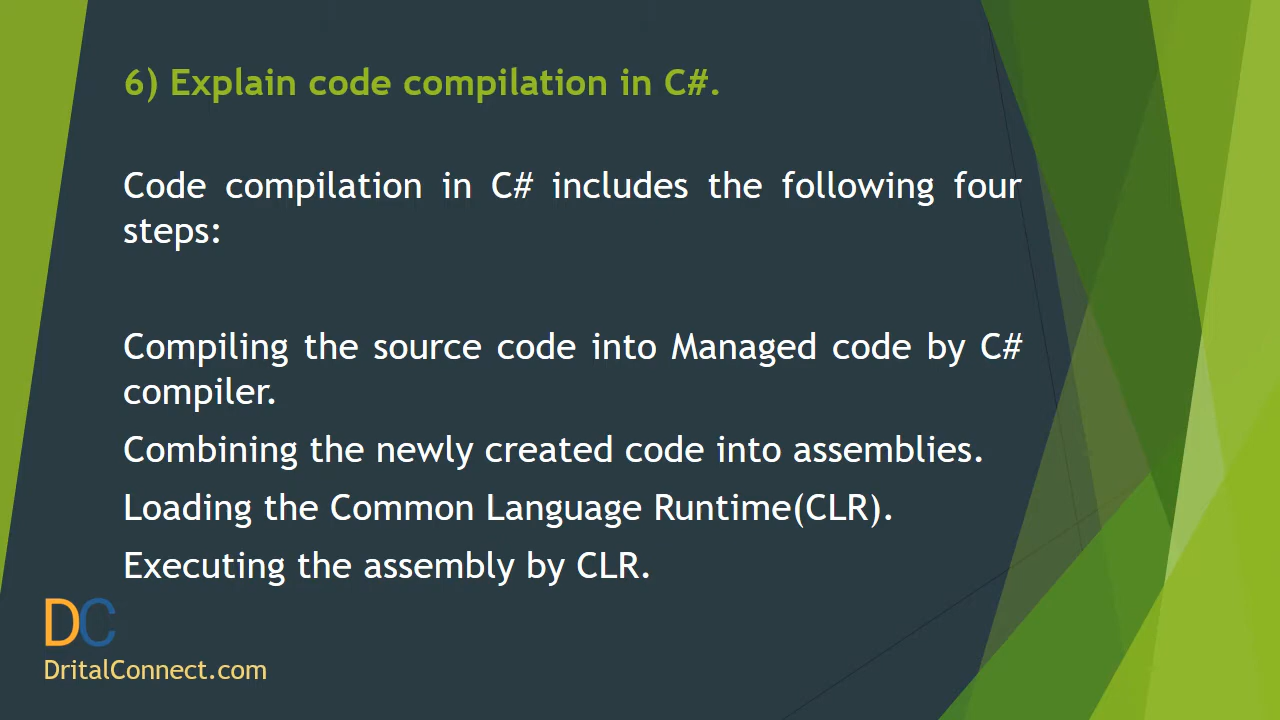 6) Explain code compilation in C#.
Code compilation in C# includes the following four
steps:
Compiling the source code into Managed code by C#
compiler.
Combining the newly created code into assemblies.
Loading the Common Language Runtime(CLR).
Executing the assembly by CLR.
DC
DritalConnect.com